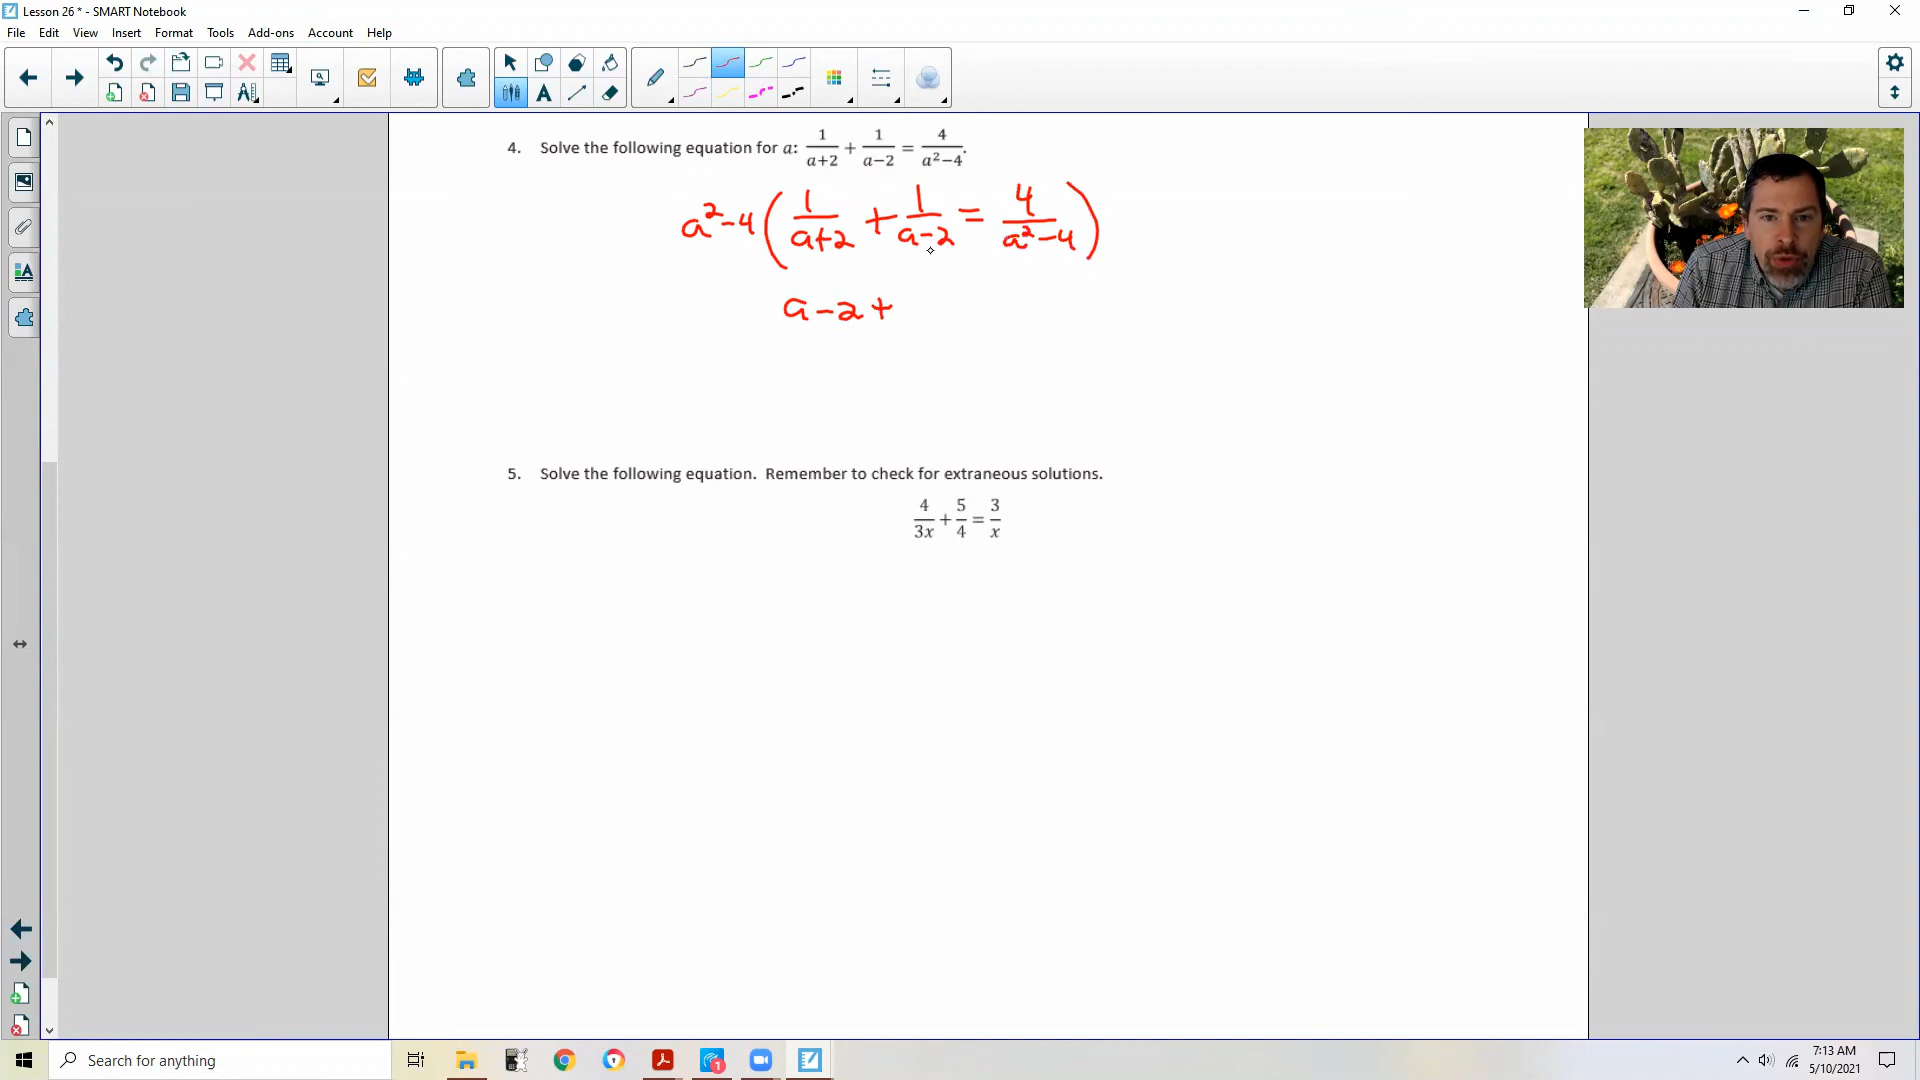 Lesson 26 * - SMART Notebook
File Edit View Insert Format Tools Add-ons Account Help
4. Solve the following equation for a: 1/(a+2) + 1/(a−2) = 4/(a²−4).
a²-4(1/(a+2) + 1/(a-2) = 4/(a²-4))
a-2+
5. Solve the following equation. Remember to check for extraneous solutions.
4/(3x) + 5/4 = 3/x
Search for anything
1
7:13 AM
5/10/2021